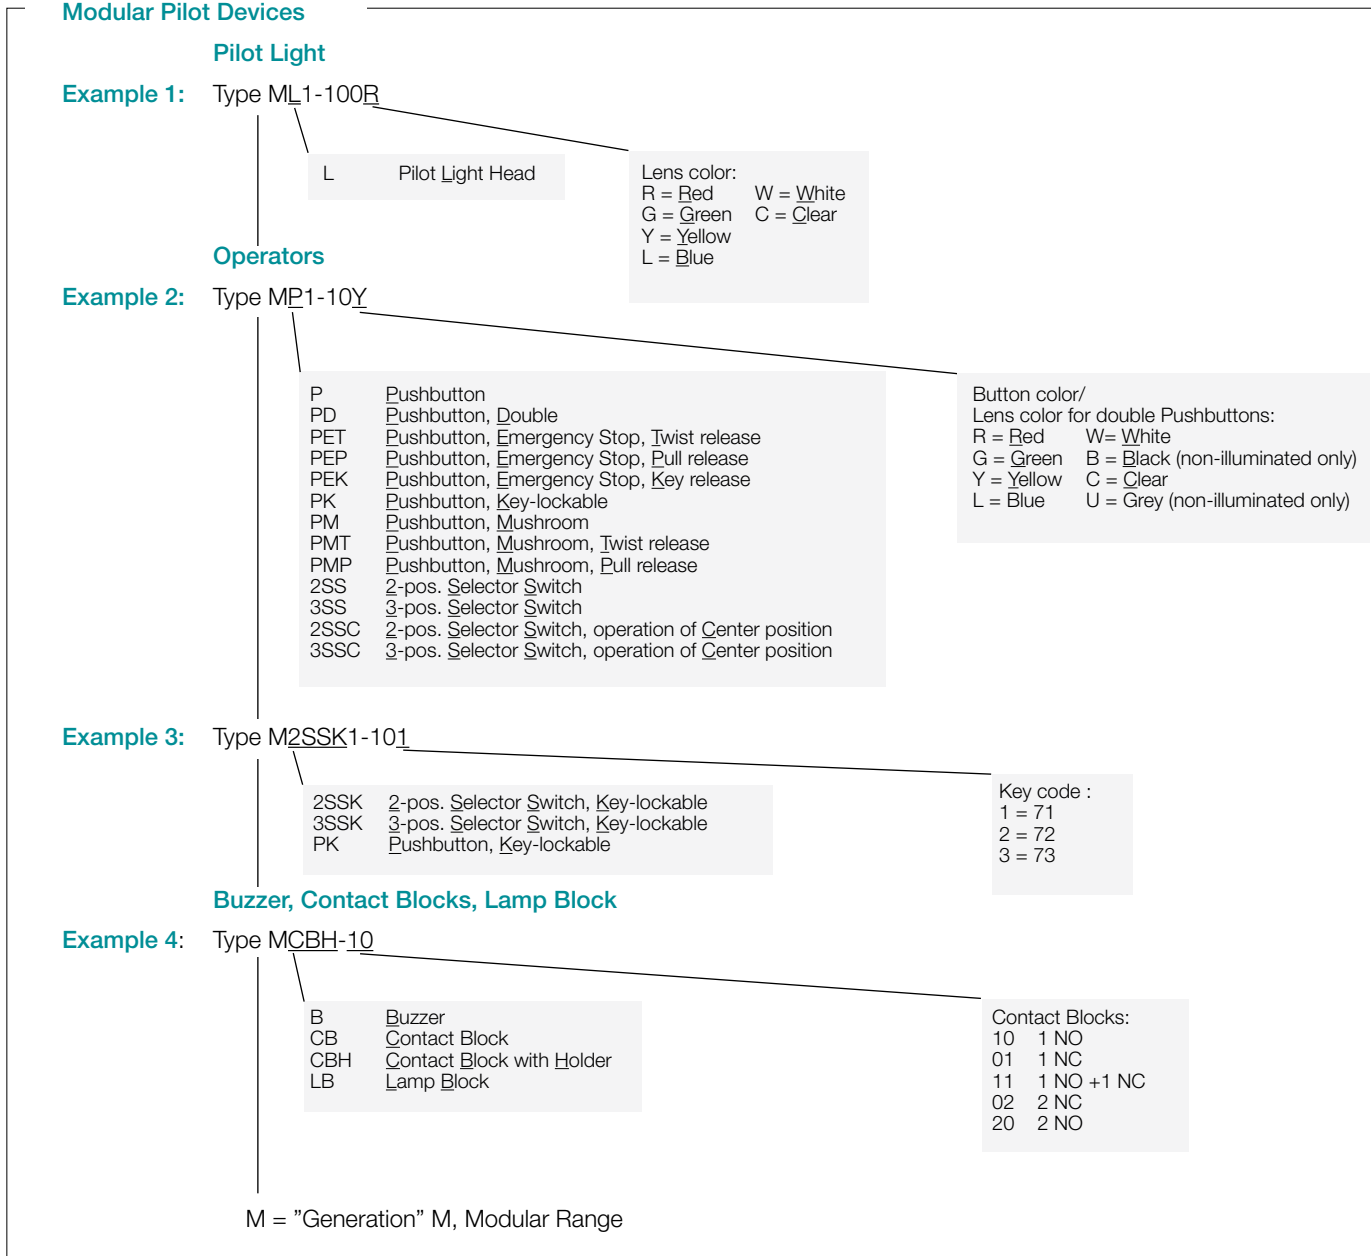 Modular Pilot Devices
Pilot Light
Example 1: Type ML1-100R
L Pilot Light Head
Lens color:
R = Red W = White
G = Green C = Clear
Y = Yellow
L = Blue
Operators
Example 2: Type MP1-10Y
P Pushbutton
PD Pushbutton, Double
PET Pushbutton, Emergency Stop, Twist release
PEP Pushbutton, Emergency Stop, Pull release
PEK Pushbutton, Emergency Stop, Key release
PK Pushbutton, Key-lockable
PM Pushbutton, Mushroom
PMT Pushbutton, Mushroom, Twist release
PMP Pushbutton, Mushroom, Pull release
2SS 2-pos. Selector Switch
3SS 3-pos. Selector Switch
2SSC 2-pos. Selector Switch, operation of Center position
3SSC 3-pos. Selector Switch, operation of Center position
Button color/
Lens color for double Pushbuttons:
R = Red W= White
G = Green B = Black (non-illuminated only)
Y = Yellow C = Clear
L = Blue U = Grey (non-illuminated only)
Example 3: Type M2SSK1-101
2SSK 2-pos. Selector Switch, Key-lockable
3SSK 3-pos. Selector Switch, Key-lockable
PK Pushbutton, Key-lockable
Key code :
1 = 71
2 = 72
3 = 73
Buzzer, Contact Blocks, Lamp Block
Example 4: Type MCBH-10
B Buzzer
CB Contact Block
CBH Contact Block with Holder
LB Lamp Block
Contact Blocks:
10 1 NO
01 1 NC
11 1 NO +1 NC
02 2 NC
20 2 NO
M = ”Generation” M, Modular Range